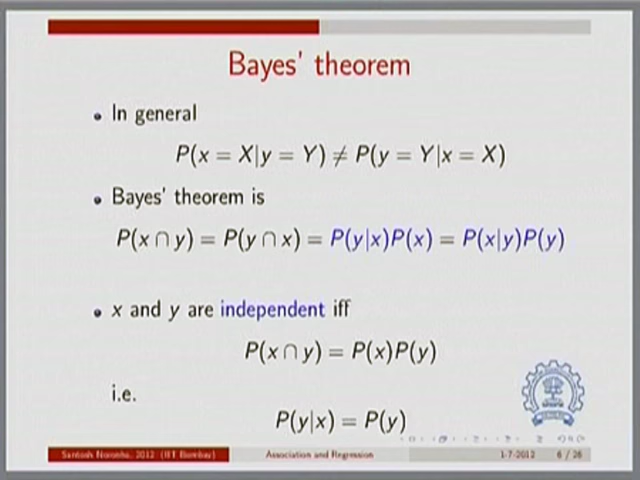 Bayes' theorem
In general
P(x = X|y = Y) ≠ P(y = Y|x = X)
Bayes' theorem is
P(x ∩ y) = P(y ∩ x) = P(y|x)P(x) = P(x|y)P(y)
x and y are independent iff
P(x ∩ y) = P(x)P(y)
i.e.
P(y|x) = P(y)
Santosh Noronha, 2012 (IIT Bombay) Association and Regression 1-7-2012 6 / 26